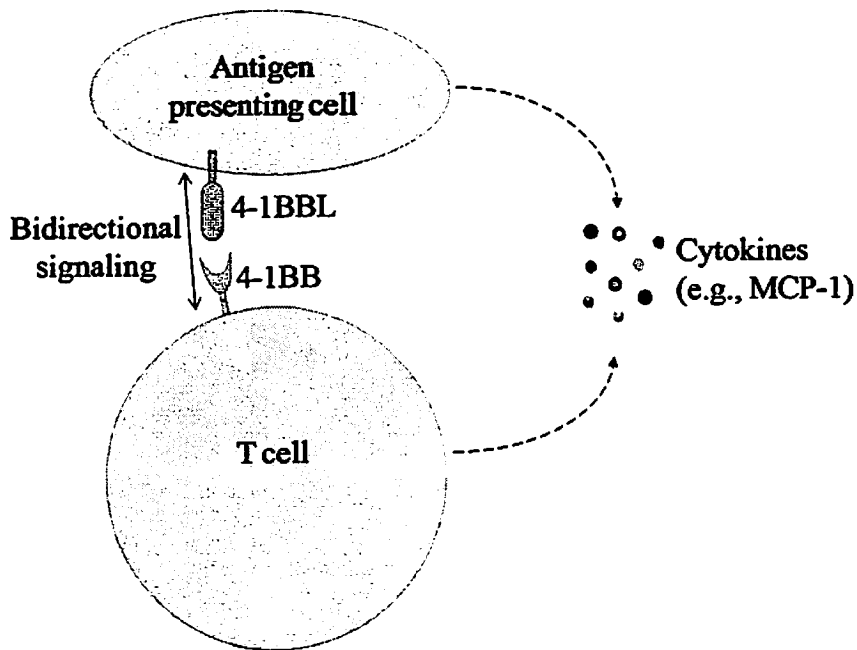 Antigen
presenting cell
4-1BBL
Bidirectional
signaling
4-1BB
Cytokines
(e.g., MCP-1)
T cell